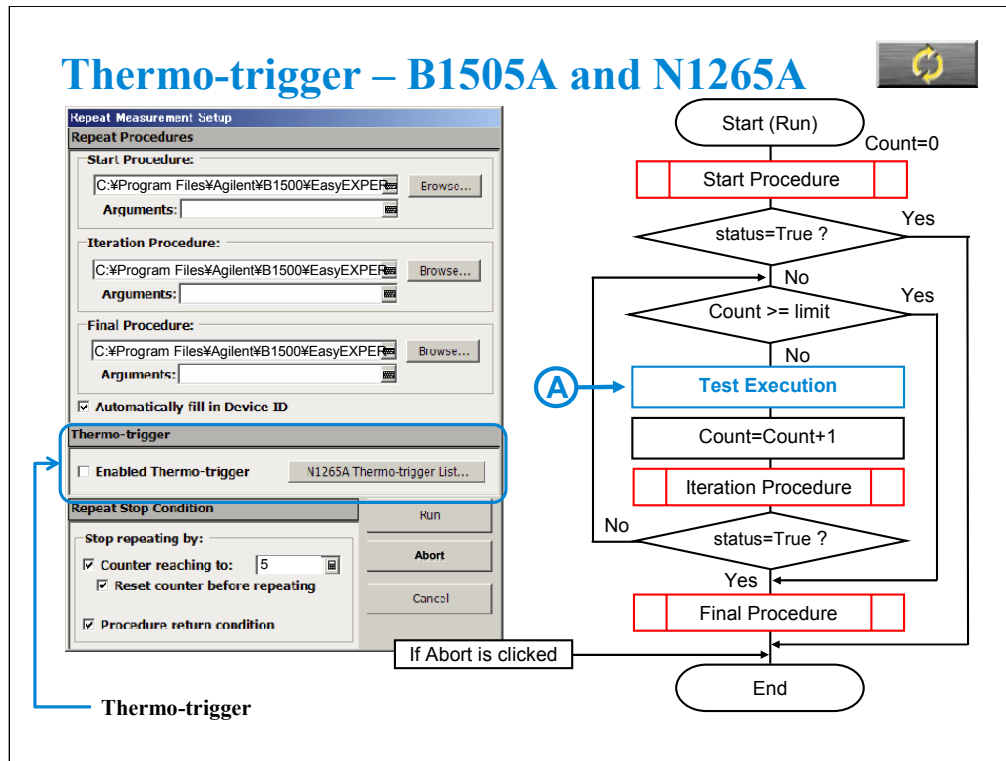 Thermo-trigger – B1505A and N1265A
Repeat Measurement Setup
Repeat Procedures
Start Procedure:
C:¥Program Files¥Agilent¥B1500¥EasyEXPER
Browse...
Arguments:
Iteration Procedure:
C:¥Program Files¥Agilent¥B1500¥EasyEXPER
Browse...
Arguments:
Final Procedure:
C:¥Program Files¥Agilent¥B1500¥EasyEXPER
Browse...
Arguments:
Automatically fill in Device ID
Thermo-trigger
Enabled Thermo-trigger
N1265A Thermo-trigger List...
Repeat Stop Condition
Stop repeating by:
Counter reaching to:
5
Reset counter before repeating
Procedure return condition
Run
Abort
Cancel
Thermo-trigger
Start (Run)
Count=0
Start Procedure
status=True ?
Yes
No
Count >= limit
Yes
No
A
Test Execution
Count=Count+1
Iteration Procedure
No
status=True ?
Yes
Final Procedure
If Abort is clicked
End